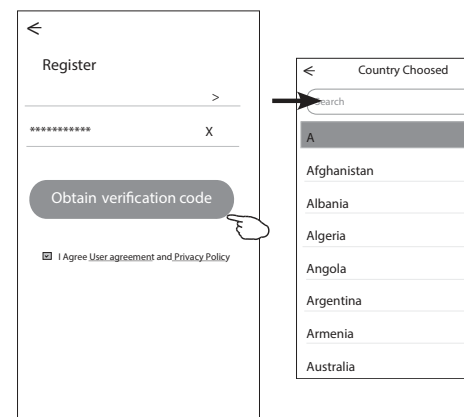 Register
>
*********** X
Obtain verification code
I Agree User agreement and Privacy Policy
Country Choosed
Search
A
Afghanistan
Albania
Algeria
Angola
Argentina
Armenia
Australia